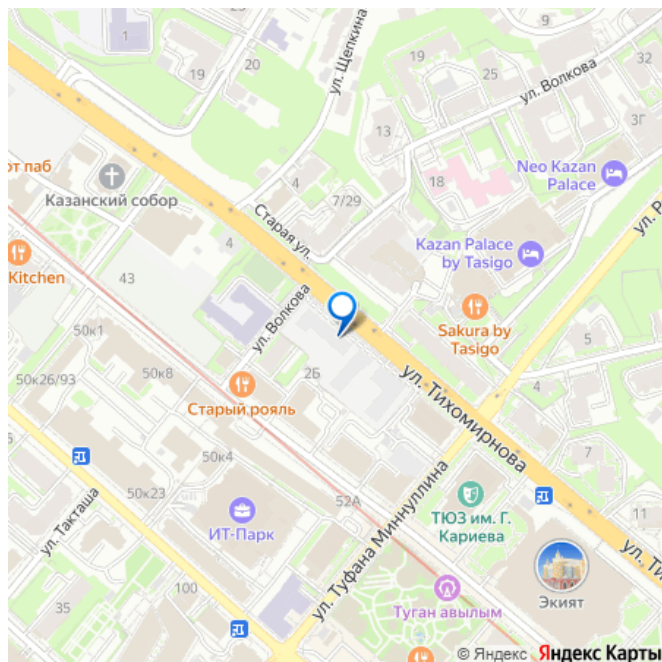 1
19
20
ул. Щепкина
19
25
32
ул. Волкова
13
3Г
от паб
Казанский собор
4
7/29
18
Neo Kazan
Palace
Старая ул.
4
Kazan Palace
by Tasigo
ул. Р
Kitchen
43
ул. Волкова
Sakura by
Tasigo
5
50к1
50к8
2Б
4
50к26/93
Старый рояль
ул. Тихомирнова
7
50к4
50к23
52А
ул. Такташа
ИТ-Парк
ул. Туфана Миннуллина
ТЮЗ им. Г.
Кариева
11
ул. Ти
100
35
Туган авылым
Экият
© Яндекс Яндекс Карты